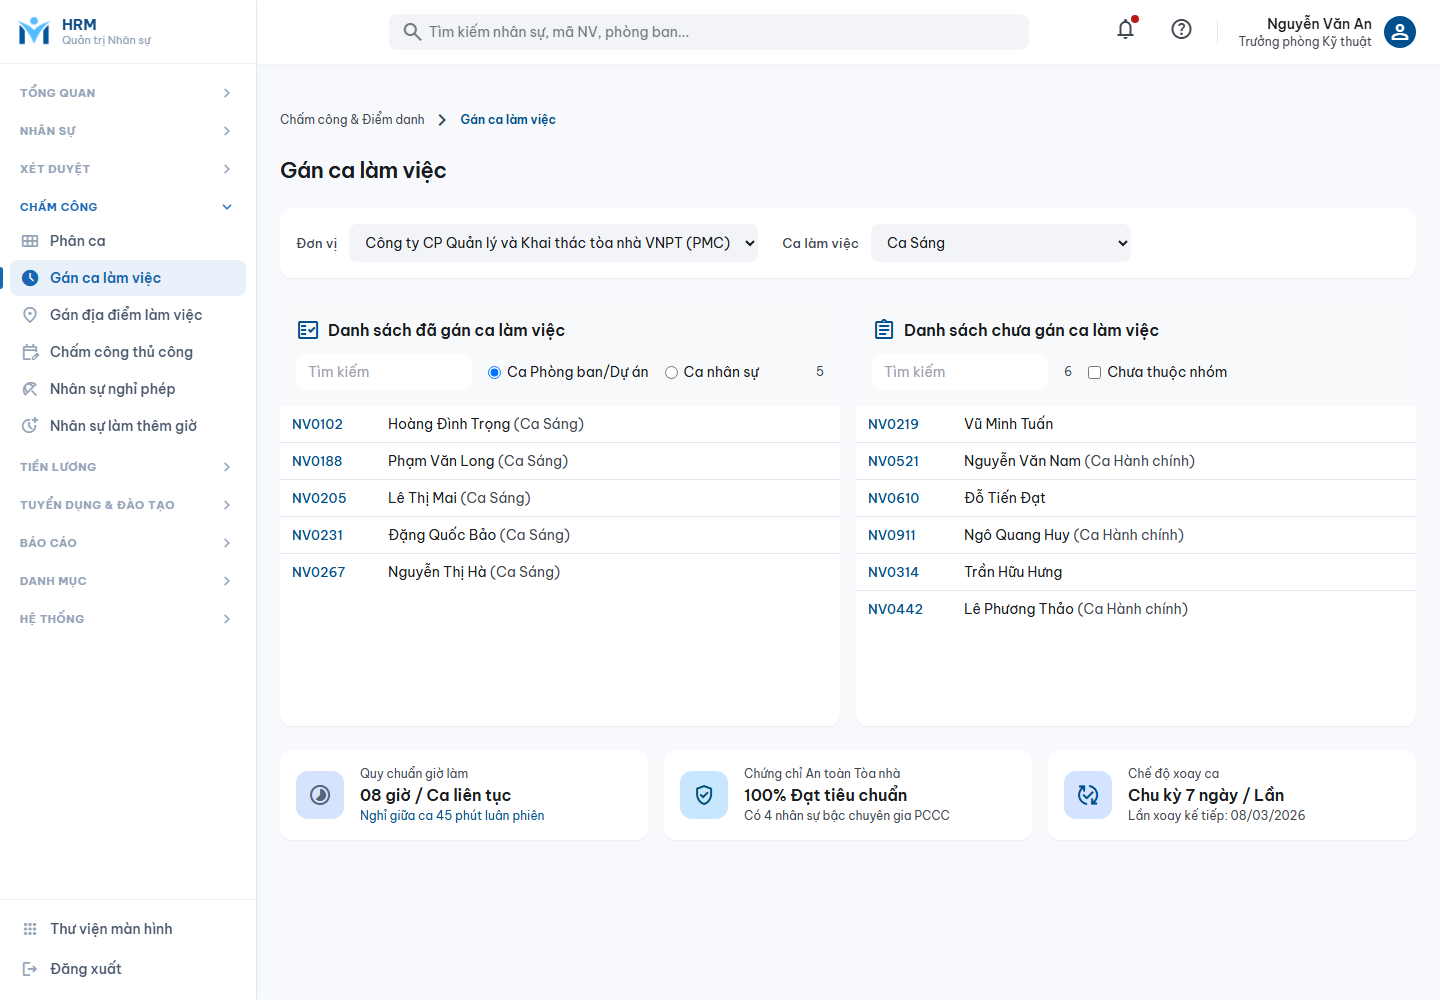 HRM
Quản trị Nhân sự
Tìm kiếm nhân sự, mã NV, phòng ban...
Nguyễn Văn An
Trưởng phòng Kỹ thuật
TỔNG QUAN
NHÂN SỰ
XÉT DUYỆT
CHẤM CÔNG
Phân ca
Gán ca làm việc
Gán địa điểm làm việc
Chấm công thủ công
Nhân sự nghỉ phép
Nhân sự làm thêm giờ
TIỀN LƯƠNG
TUYỂN DỤNG & ĐÀO TẠO
BÁO CÁO
DANH MỤC
HỆ THỐNG
Thư viện màn hình
Đăng xuất
Chấm công & Điểm danh
Gán ca làm việc
Gán ca làm việc
Đơn vị
Công ty CP Quản lý và Khai thác tòa nhà VNPT (PMC)
Ca làm việc
Ca Sáng
Danh sách đã gán ca làm việc
Tìm kiếm
Ca Phòng ban/Dự án
Ca nhân sự
5
NV0102 Hoàng Đình Trọng (Ca Sáng)
NV0188 Phạm Văn Long (Ca Sáng)
NV0205 Lê Thị Mai (Ca Sáng)
NV0231 Đặng Quốc Bảo (Ca Sáng)
NV0267 Nguyễn Thị Hà (Ca Sáng)
Danh sách chưa gán ca làm việc
Tìm kiếm
6
Chưa thuộc nhóm
NV0219 Vũ Minh Tuấn
NV0521 Nguyễn Văn Nam (Ca Hành chính)
NV0610 Đỗ Tiến Đạt
NV0911 Ngô Quang Huy (Ca Hành chính)
NV0314 Trần Hữu Hưng
NV0442 Lê Phương Thảo (Ca Hành chính)
Quy chuẩn giờ làm
08 giờ / Ca liên tục
Nghỉ giữa ca 45 phút luân phiên
Chứng chỉ An toàn Tòa nhà
100% Đạt tiêu chuẩn
Có 4 nhân sự bậc chuyên gia PCCC
Chế độ xoay ca
Chu kỳ 7 ngày / Lần
Lần xoay kế tiếp: 08/03/2026